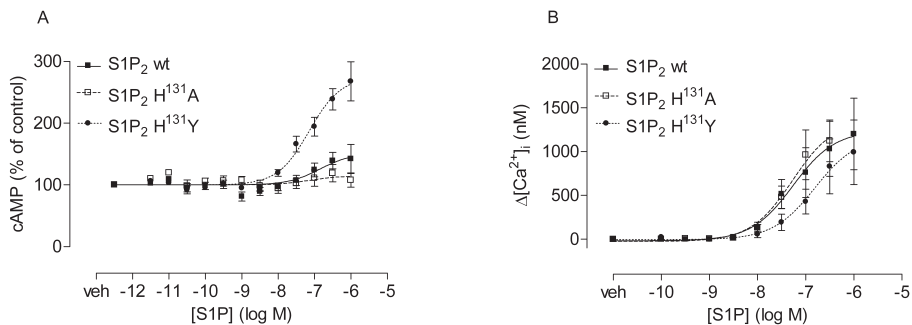 A
300
200
100
0
cAMP (% of control)
S1P₂ wt
S1P₂ H¹³¹A
S1P₂ H¹³¹Y
veh -12 -11 -10 -9 -8 -7 -6 -5
[S1P] (log M)
B
2000
1500
1000
500
0
Δ[Ca²⁺]ᵢ (nM)
S1P₂ wt
S1P₂ H¹³¹A
S1P₂ H¹³¹Y
veh -10 -9 -8 -7 -6 -5
[S1P] (log M)